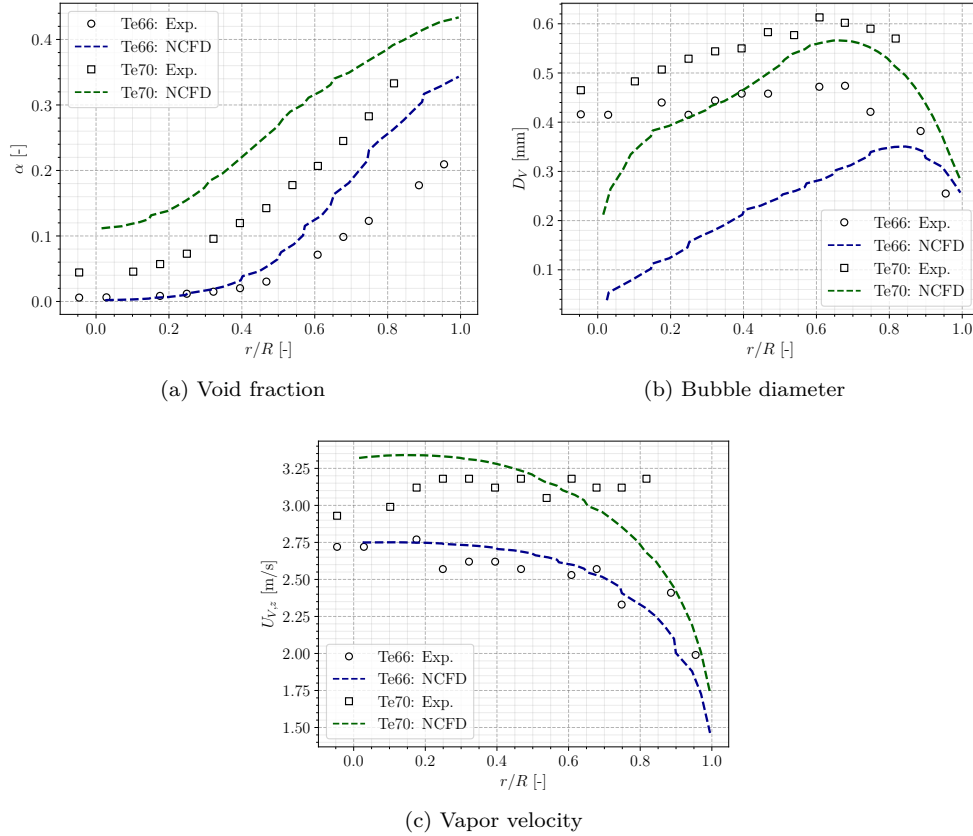 Te66: Exp.
Te66: NCFD
Te70: Exp.
Te70: NCFD
0.4
0.3
0.2
0.1
0.0
α [-]
0.0 0.2 0.4 0.6 0.8 1.0
r/R [-]
(a) Void fraction
0.6
0.5
0.4
0.3
0.2
0.1
D_V [mm]
Te66: Exp.
Te66: NCFD
Te70: Exp.
Te70: NCFD
0.0 0.2 0.4 0.6 0.8 1.0
r/R [-]
(b) Bubble diameter
3.25
3.00
2.75
2.50
2.25
2.00
1.75
1.50
U_{V,z} [m/s]
Te66: Exp.
Te66: NCFD
Te70: Exp.
Te70: NCFD
0.0 0.2 0.4 0.6 0.8 1.0
r/R [-]
(c) Vapor velocity